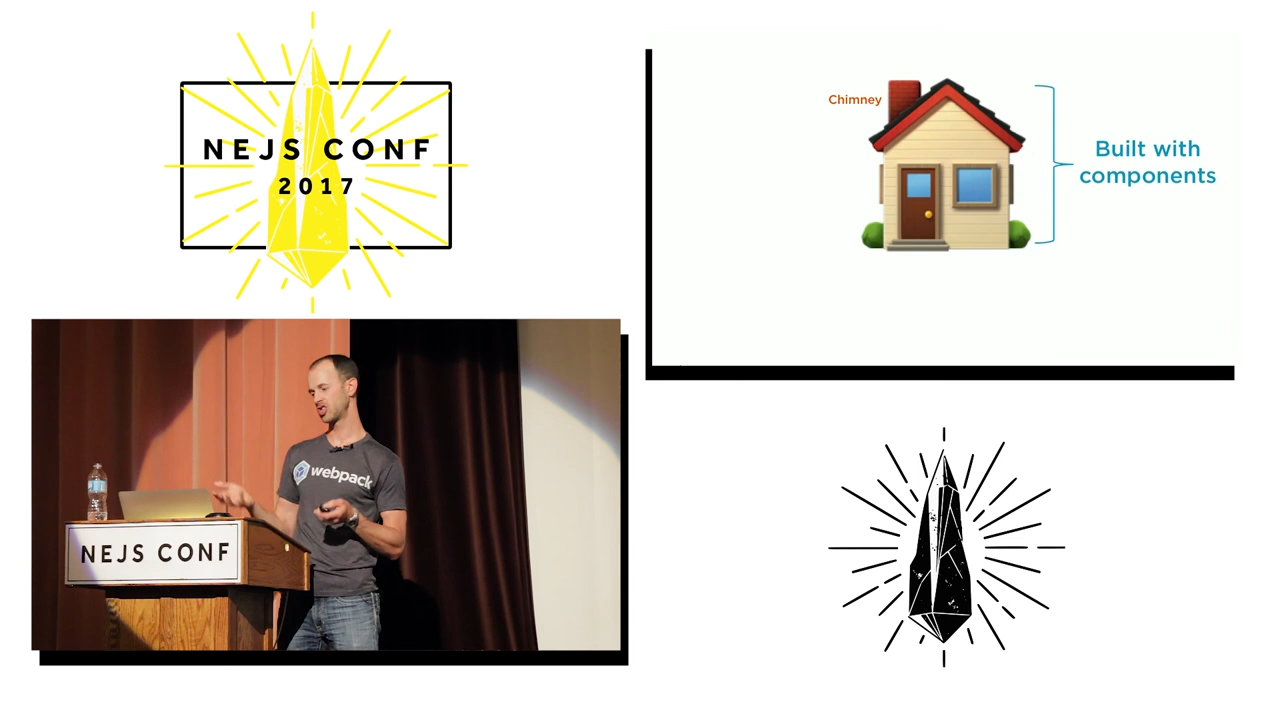 NEJS CONF
2017
Chimney
Built with
components
webpack
NEJS CONF